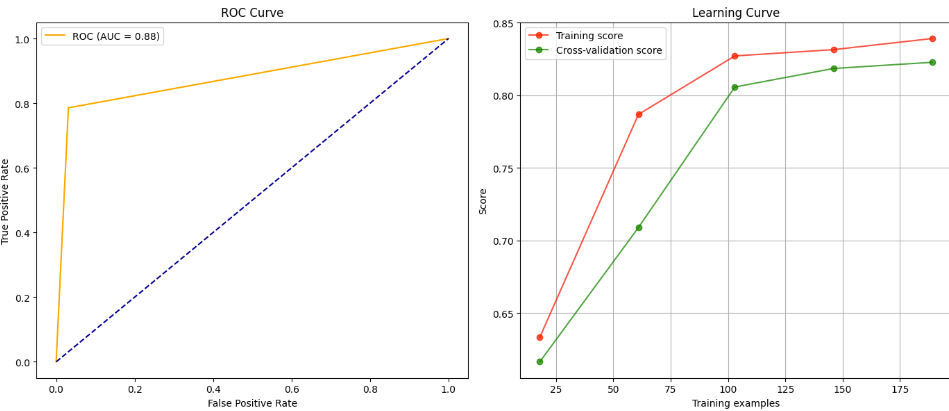 ROC Curve
ROC (AUC = 0.88)
1.0
0.8
0.6
0.4
0.2
0.0
True Positive Rate
0.0 0.2 0.4 0.6 0.8 1.0
False Positive Rate
Learning Curve
Training score
Cross-validation score
0.85
0.80
0.75
0.70
0.65
Score
25 50 75 100 125 150 175
Training examples